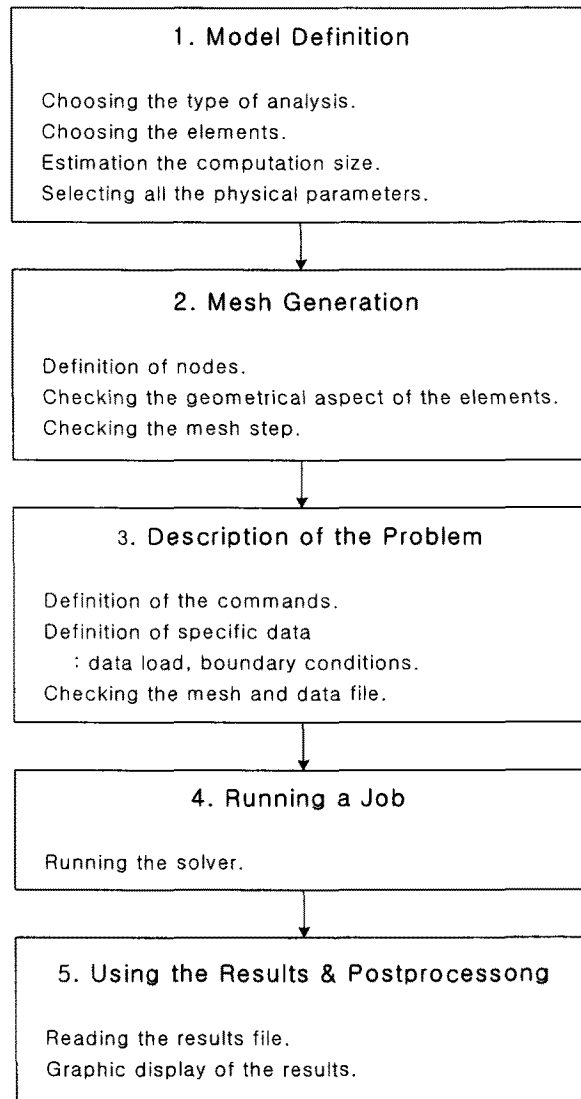 1. Model Definition
Choosing the type of analysis.
Choosing the elements.
Estimation the computation size.
Selecting all the physical parameters.
2. Mesh Generation
Definition of nodes.
Checking the geometrical aspect of the elements.
Checking the mesh step.
3. Description of the Problem
Definition of the commands.
Definition of specific data
: data load, boundary conditions.
Checking the mesh and data file.
4. Running a Job
Running the solver.
5. Using the Results & Postprocessong
Reading the results file.
Graphic display of the results.